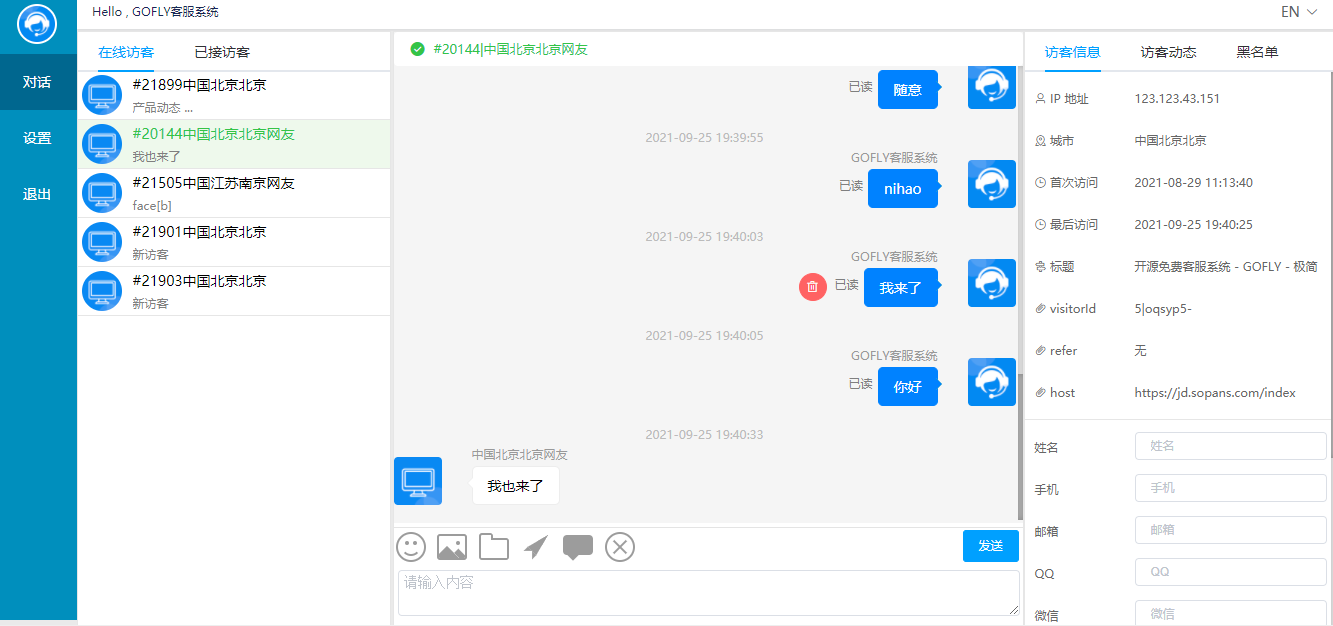 Hello , GOFLY客服系统
EN
对话
设置
退出
在线访客
已接访客
#21899中国北京北京
产品动态 ...
#20144中国北京北京网友
我也来了
#21505中国江苏南京网友
face[b]
#21901中国北京北京
新访客
#21903中国北京北京
新访客
#20144|中国北京北京网友
已读
随意
2021-09-25 19:39:55
GOFLY客服系统
已读
nihao
2021-09-25 19:40:03
GOFLY客服系统
已读
我来了
2021-09-25 19:40:05
GOFLY客服系统
已读
你好
2021-09-25 19:40:33
中国北京北京网友
我也来了
发送
请输入内容
访客信息
访客动态
黑名单
IP 地址
123.123.43.151
城市
中国北京北京
首次访问
2021-08-29 11:13:40
最后访问
2021-09-25 19:40:25
标题
开源免费客服系统 - GOFLY - 极简
visitorId
5|oqsyp5-
refer
无
host
https://jd.sopans.com/index
姓名
姓名
手机
手机
邮箱
邮箱
QQ
QQ
微信
微信